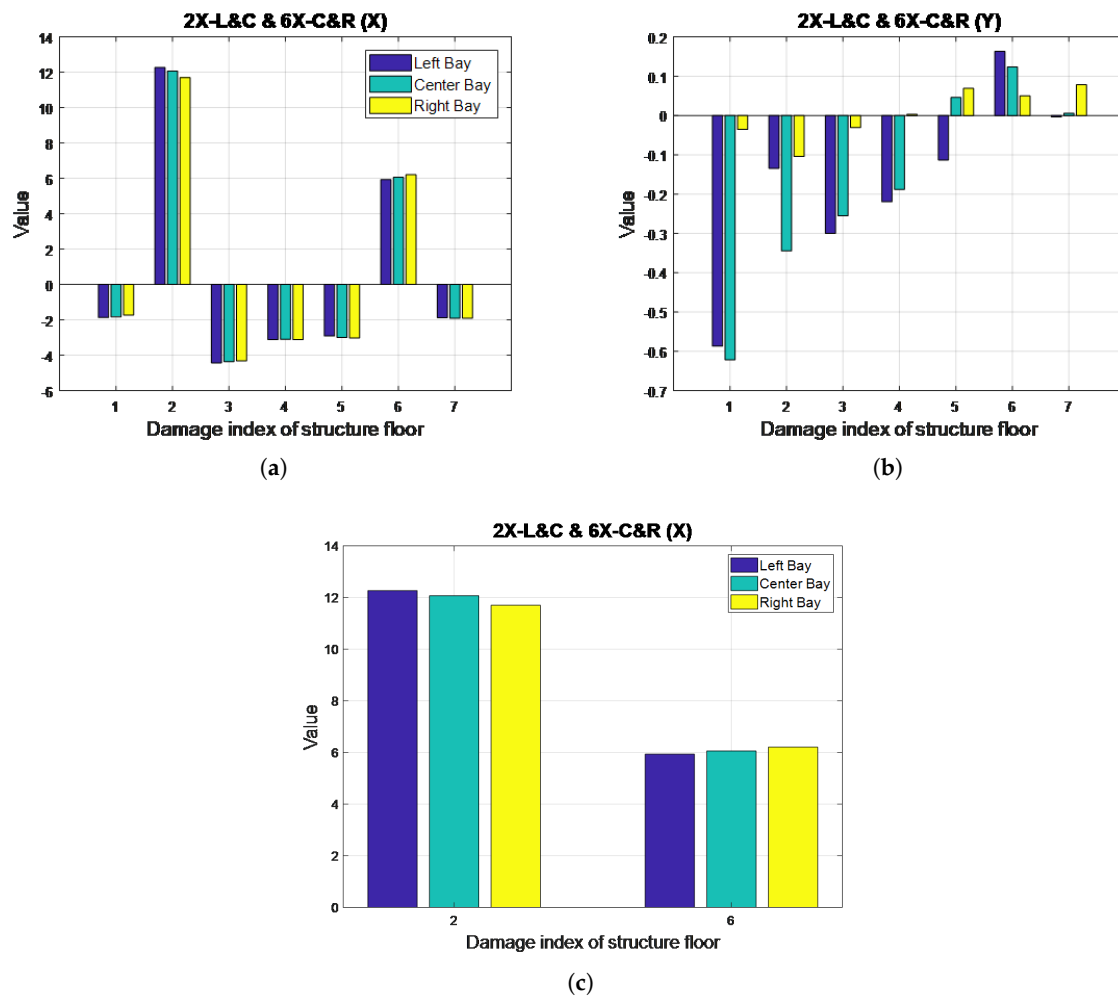 2X-L&C & 6X-C&R (X)
14
12
10
8
6
4
2
0
-2
-4
-6
Value
Left Bay
Center Bay
Right Bay
1 2 3 4 5 6 7
Damage index of structure floor
(a)
2X-L&C & 6X-C&R (Y)
0.2
0.1
0
-0.1
-0.2
-0.3
-0.4
-0.5
-0.6
-0.7
Value
1 2 3 4 5 6 7
Damage index of structure floor
(b)
2X-L&C & 6X-C&R (X)
14
12
10
8
6
4
2
0
Value
Left Bay
Center Bay
Right Bay
2 6
Damage index of structure floor
(c)